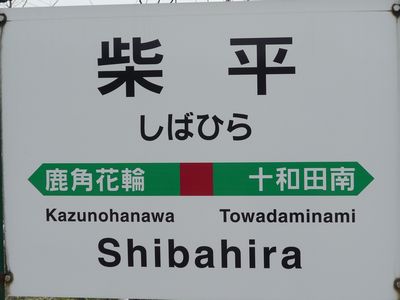 柴平
しばひら
鹿角花輪 十和田南
Kazunohanawa Towadaminami
Shibahira